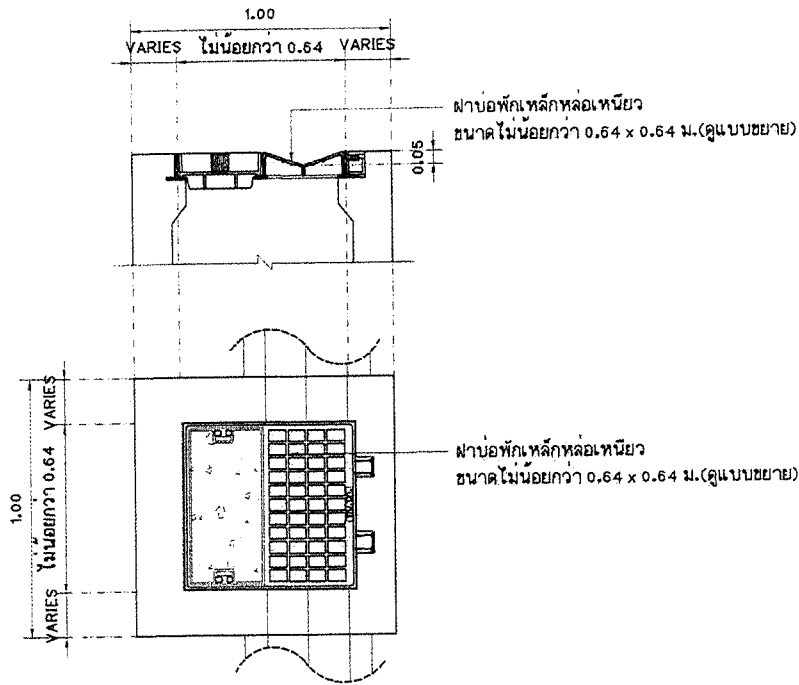 1.00
VARIES ไม่น้อยกว่า 0.64 VARIES
ฝาบ่อพักเหล็กหล่อเหนียว
ขนาดไม่น้อยกว่า 0.64 x 0.64 ม.(ดูแบบขยาย)
0.05
VARIES
ไม่น้อยกว่า 0.64
1.00
VARIES
ฝาบ่อพักเหล็กหล่อเหนียว
ขนาดไม่น้อยกว่า 0.64 x 0.64 ม.(ดูแบบขยาย)